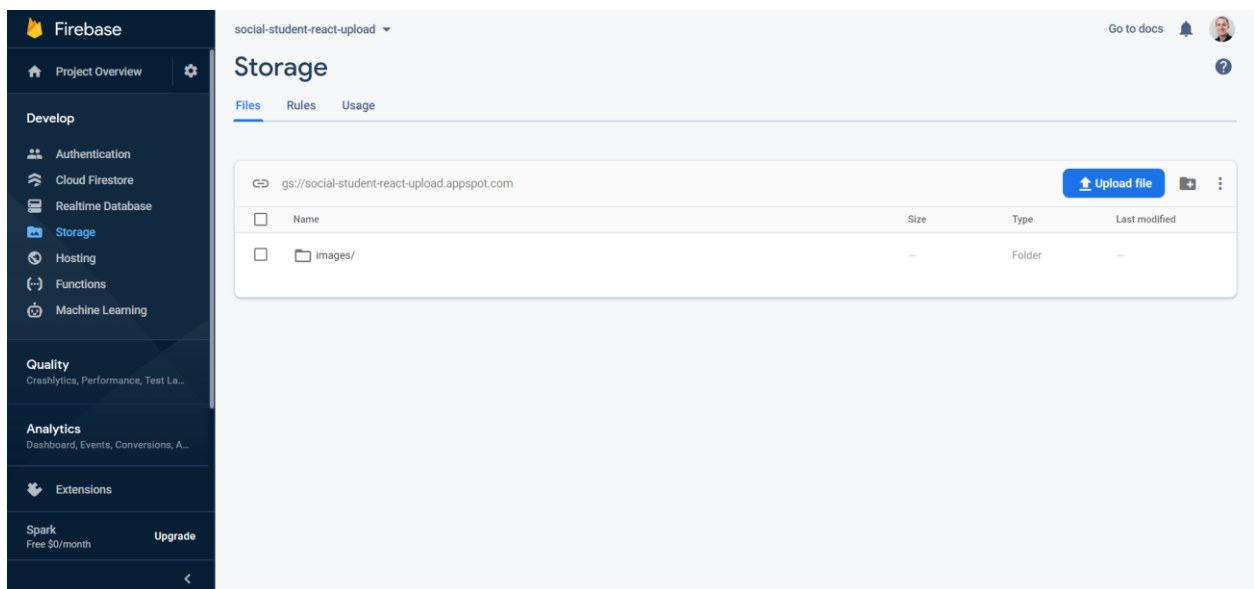 Firebase
Project Overview
Develop
Authentication
Cloud Firestore
Realtime Database
Storage
Hosting
Functions
Machine Learning
Quality
Crashlytics, Performance, Test La...
Analytics
Dashboard, Events, Conversions, A...
Extensions
Spark
Free $0/month
Upgrade
social-student-react-upload
Go to docs
Storage
Files Rules Usage
gs://social-student-react-upload.appspot.com
Upload file
Name Size Type Last modified
images/ – Folder –